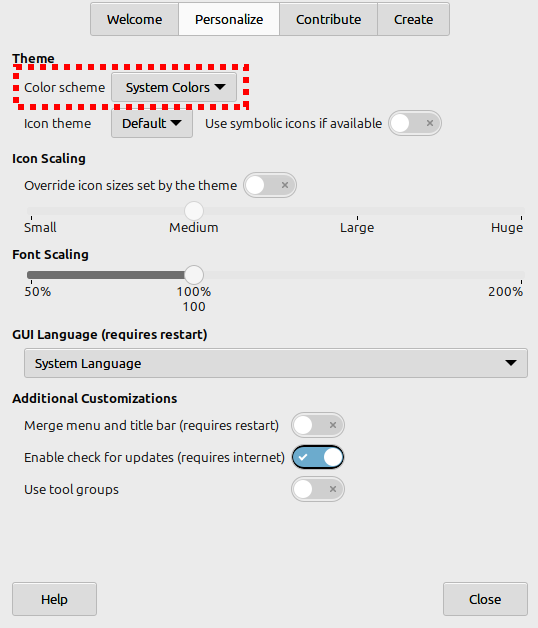 Welcome Personalize Contribute Create
Theme
Color scheme System Colors
Icon theme Default Use symbolic icons if available
Icon Scaling
Override icon sizes set by the theme
Small Medium Large Huge
Font Scaling
50% 100% 200%
100
GUI Language (requires restart)
System Language
Additional Customizations
Merge menu and title bar (requires restart)
Enable check for updates (requires internet)
Use tool groups
Help Close